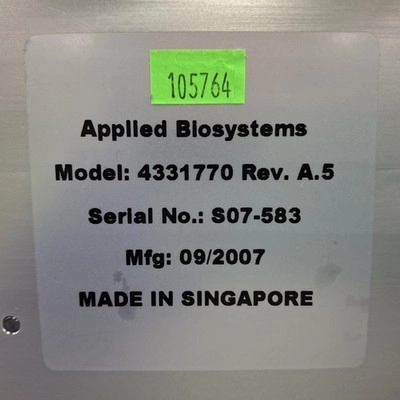 105764
Applied Biosystems
Model: 4331770 Rev. A.5
Serial No.: S07-583
Mfg: 09/2007
MADE IN SINGAPORE